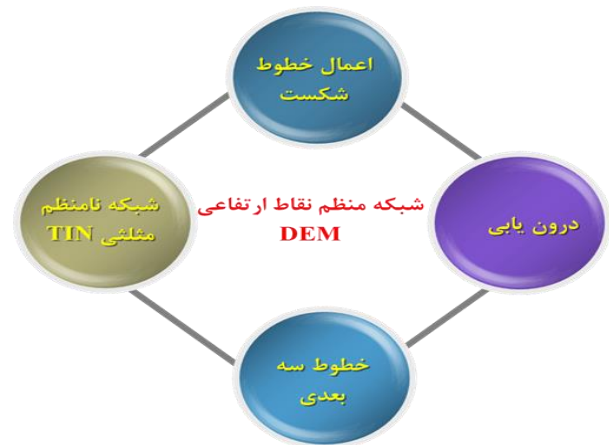 اعمال خطوط
شکست
شبکه نامنظم
مثلثی TIN
شبکه منظم نقاط ارتفاعی
DEM
درون یابی
خطوط سه
بعدی